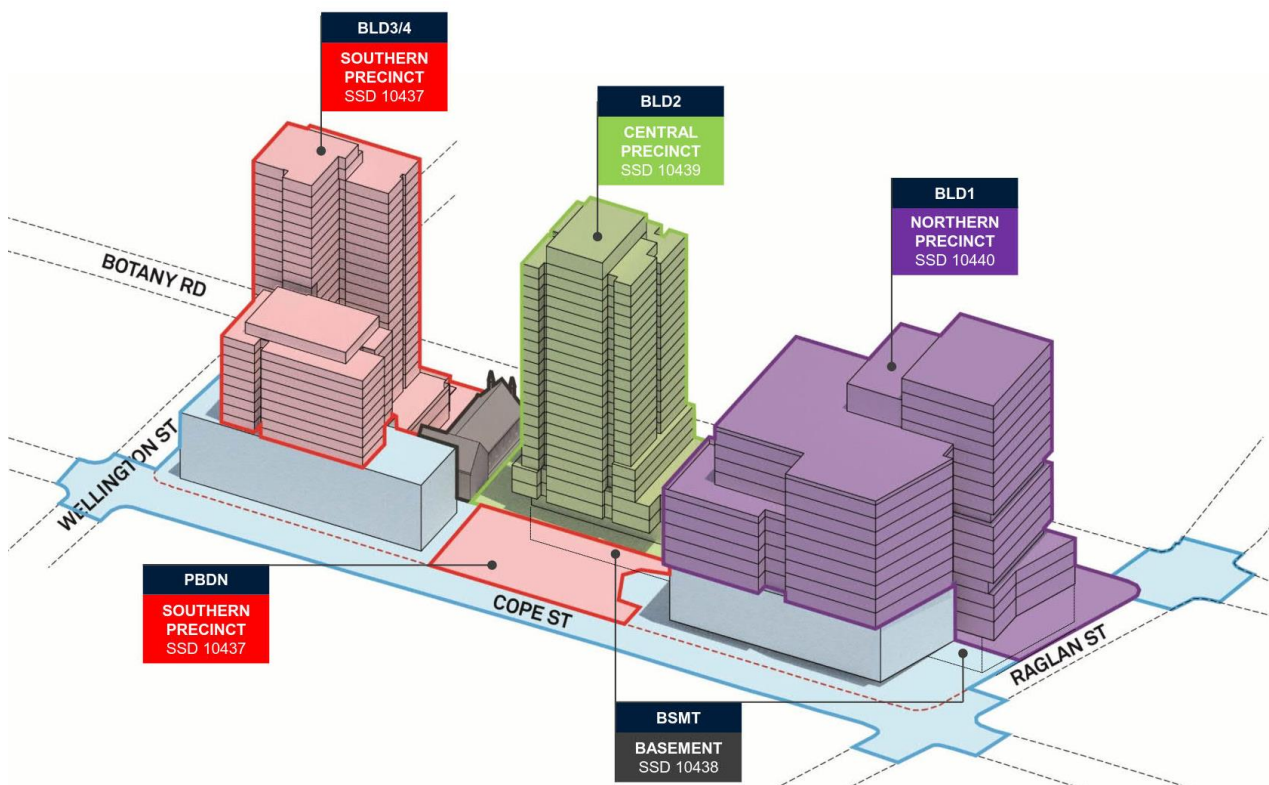 BLD3/4
SOUTHERN
PRECINCT
SSD 10437
BLD2
CENTRAL
PRECINCT
SSD 10439
BLD1
NORTHERN
PRECINCT
SSD 10440
BOTANY RD
WELLINGTON ST
PBDN
SOUTHERN
PRECINCT
SSD 10437
COPE ST
RAGLAN ST
BSMT
BASEMENT
SSD 10438